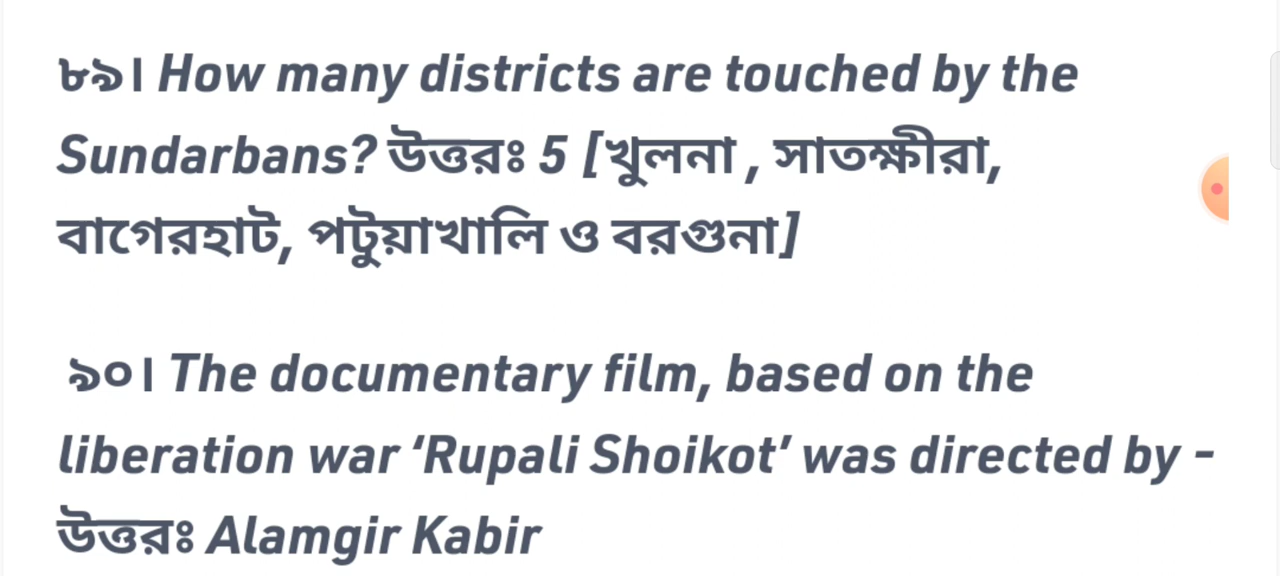 ৮৯। How many districts are touched by the
Sundarbans? উত্তরঃ 5 [খুলনা , সাতক্ষীরা,
বাগেরহাট, পটুয়াখালি ও বরগুনা]
৯০। The documentary film, based on the
liberation war ‘Rupali Shoikot’ was directed by -
উত্তরঃ Alamgir Kabir